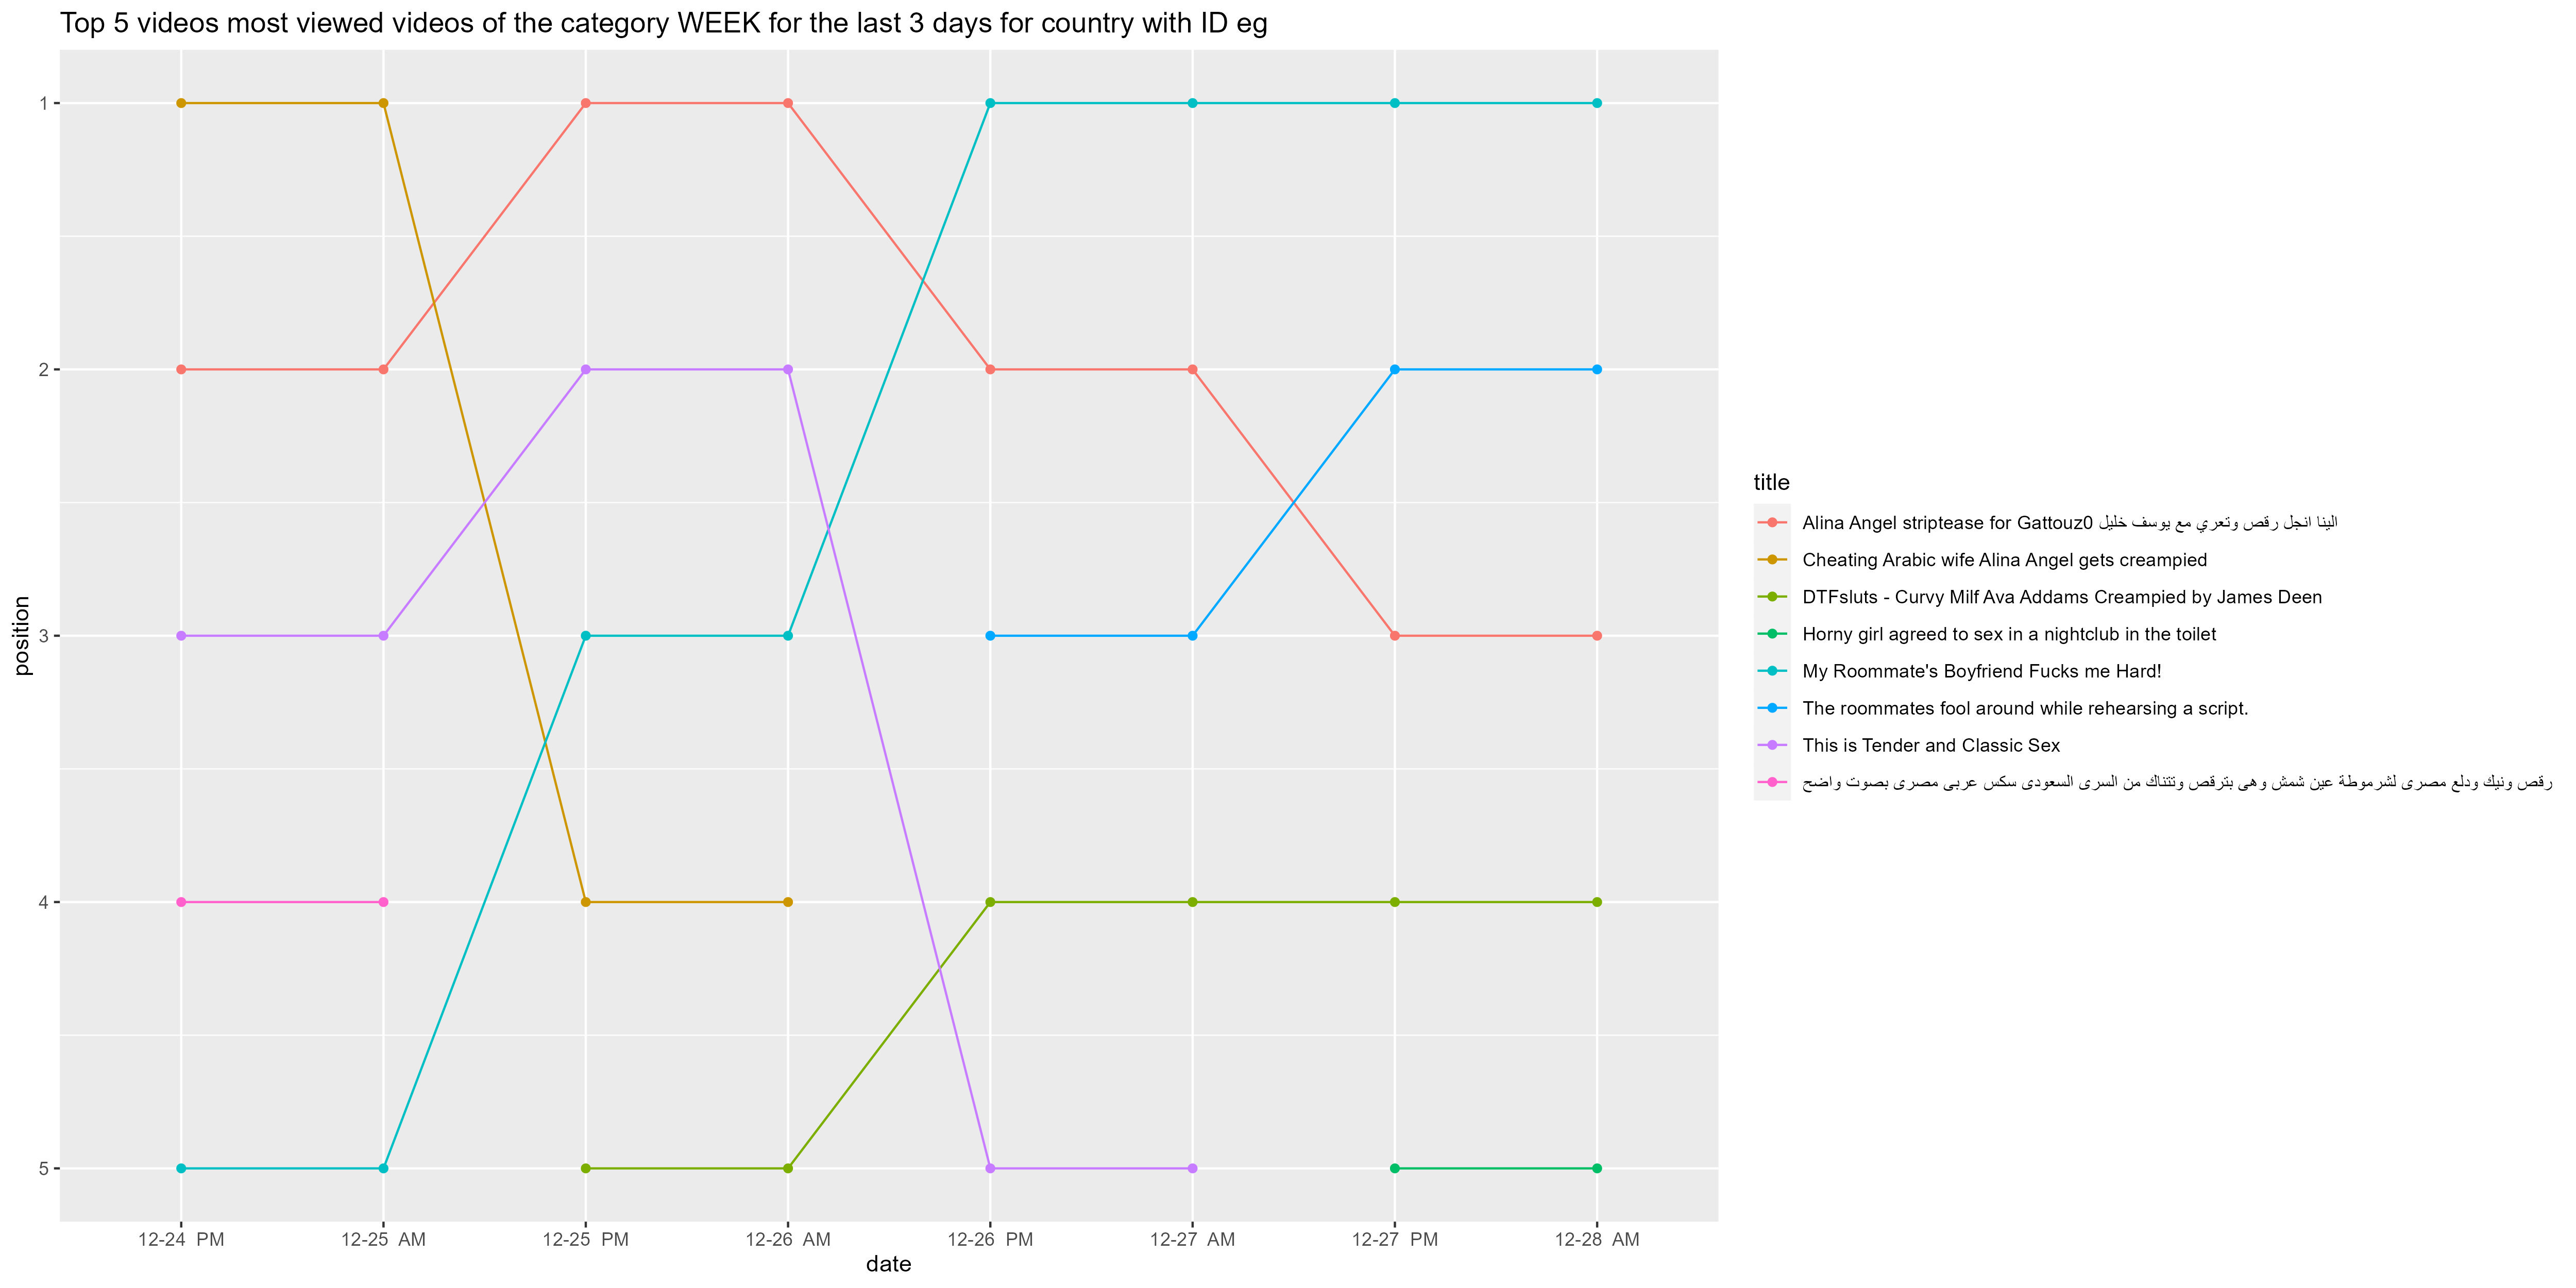 Top 5 videos most viewed videos of the category WEEK for the last 3 days for country with ID eg
position
1
2
3
4
5
12-24 PM
12-25 AM
12-25 PM
12-26 AM
12-26 PM
12-27 AM
12-27 PM
12-28 AM
date
title
Alina Angel striptease for Gattouz0 الينا انجل رقص وتعري مع يوسف خليل
Cheating Arabic wife Alina Angel gets creampied
DTFsluts - Curvy Milf Ava Addams Creampied by James Deen
Horny girl agreed to sex in a nightclub in the toilet
My Roommate's Boyfriend Fucks me Hard!
The roommates fool around while rehearsing a script.
This is Tender and Classic Sex
رقص ونيك ودلع مصرى لشرموطة عين شمش وهى بترقص وتتناك من السرى السعودى سكس عربى مصرى بصوت واضح